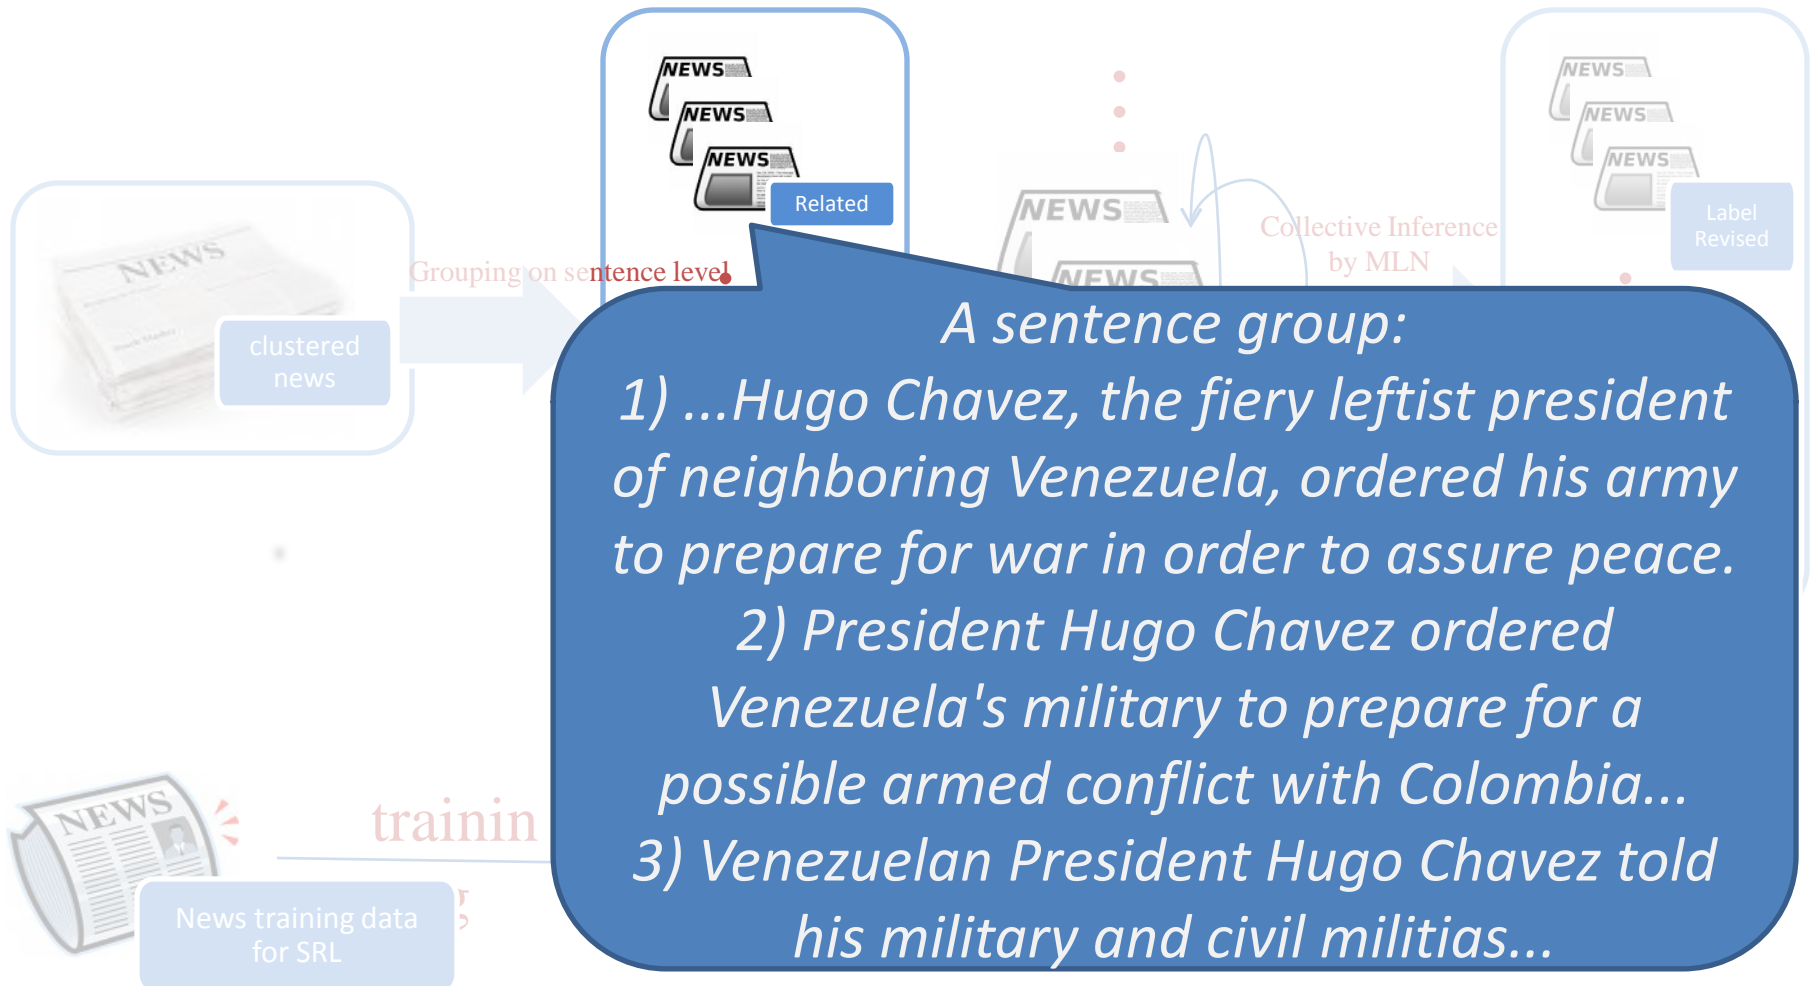 NEWS
NEWS
NEWS
Related
NEWS
NEWS
NEWS
NEWS
Label
Revised
NEWS
NEWS
Collective Inference
by MLN
NEWS
clustered
news
Grouping on sentence level
A sentence group:
1) ...Hugo Chavez, the fiery leftist president
of neighboring Venezuela, ordered his army
to prepare for war in order to assure peace.
2) President Hugo Chavez ordered
Venezuela's military to prepare for a
possible armed conflict with Colombia...
3) Venezuelan President Hugo Chavez told
his military and civil militias...
NEWS
trainin
g
News training data
for SRL